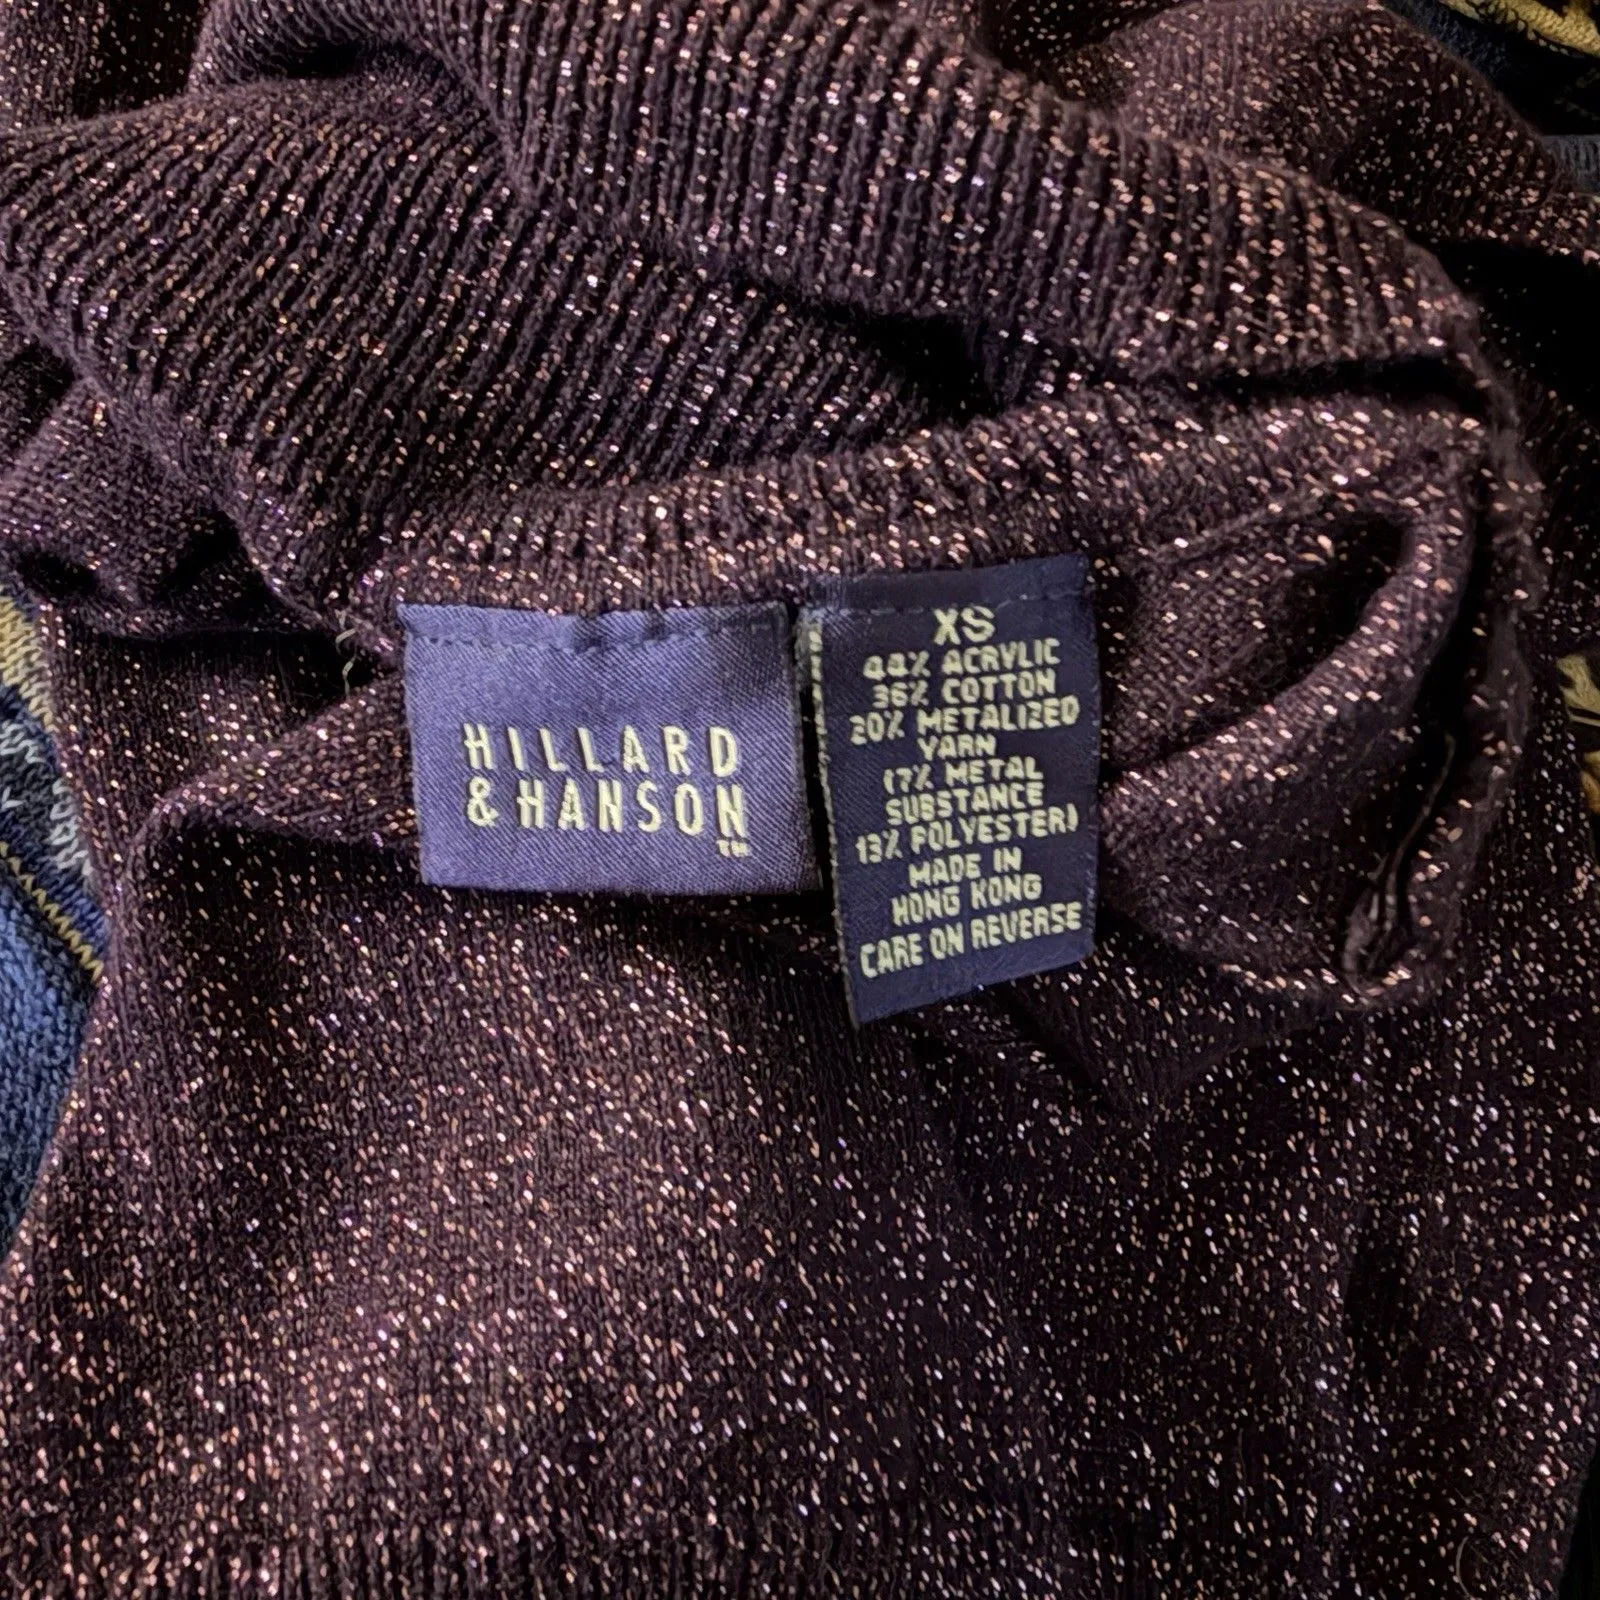 HILLARD
& HANSON
TM
XS
44% ACRYLIC
36% COTTON
20% METALIZED
YARN
(7% METAL
SUBSTANCE
13% POLYESTER)
MADE IN
HONG KONG
CARE ON REVERSE